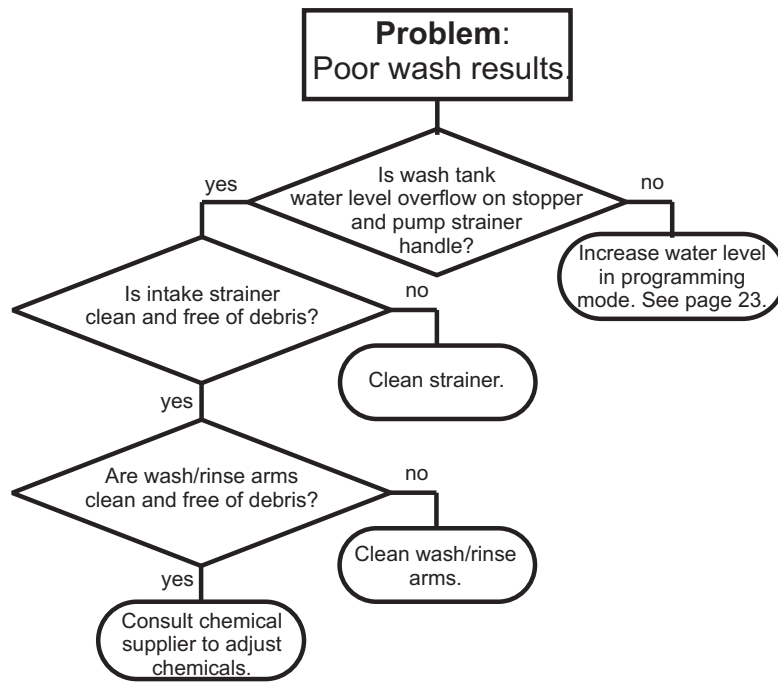 Problem:
Poor wash results.
Is wash tank
water level overflow on stopper
and pump strainer
handle?
yes
no
Increase water level
in programming
mode. See page 23.
Is intake strainer
clean and free of debris?
no
Clean strainer.
yes
Are wash/rinse arms
clean and free of debris?
no
Clean wash/rinse
arms.
yes
Consult chemical
supplier to adjust
chemicals.